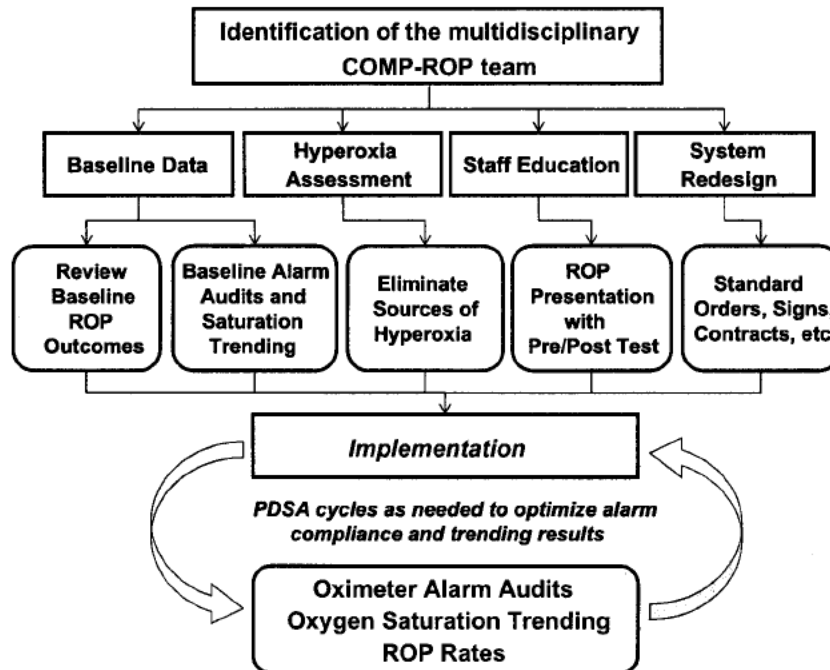 Identification of the multidisciplinary
COMP-ROP team
Baseline Data
Hyperoxia
Assessment
Staff Education
System
Redesign
Review
Baseline
ROP
Outcomes
Baseline Alarm
Audits and
Saturation
Trending
Eliminate
Sources of
Hyperoxia
ROP
Presentation
with
Pre/Post Test
Standard
Orders, Signs,
Contracts, etc
Implementation
PDSA cycles as needed to optimize alarm
compliance and trending results
Oximeter Alarm Audits
Oxygen Saturation Trending
ROP Rates